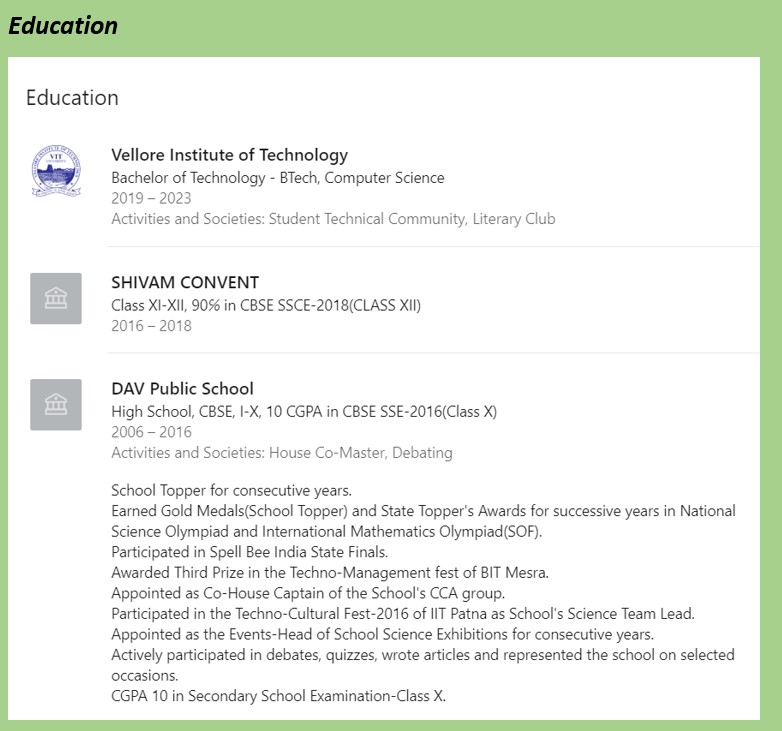 Education
Education
VIT
Vellore Institute of Technology
Bachelor of Technology - BTech, Computer Science
2019 – 2023
Activities and Societies: Student Technical Community, Literary Club
SHIVAM CONVENT
Class XI-XII, 90% in CBSE SSCE-2018(CLASS XII)
2016 – 2018
DAV Public School
High School, CBSE, I-X, 10 CGPA in CBSE SSE-2016(Class X)
2006 – 2016
Activities and Societies: House Co-Master, Debating
School Topper for consecutive years.
Earned Gold Medals(School Topper) and State Topper's Awards for successive years in National
Science Olympiad and International Mathematics Olympiad(SOF).
Participated in Spell Bee India State Finals.
Awarded Third Prize in the Techno-Management fest of BIT Mesra.
Appointed as Co-House Captain of the School's CCA group.
Participated in the Techno-Cultural Fest-2016 of IIT Patna as School's Science Team Lead.
Appointed as the Events-Head of School Science Exhibitions for consecutive years.
Actively participated in debates, quizzes, wrote articles and represented the school on selected
occasions.
CGPA 10 in Secondary School Examination-Class X.